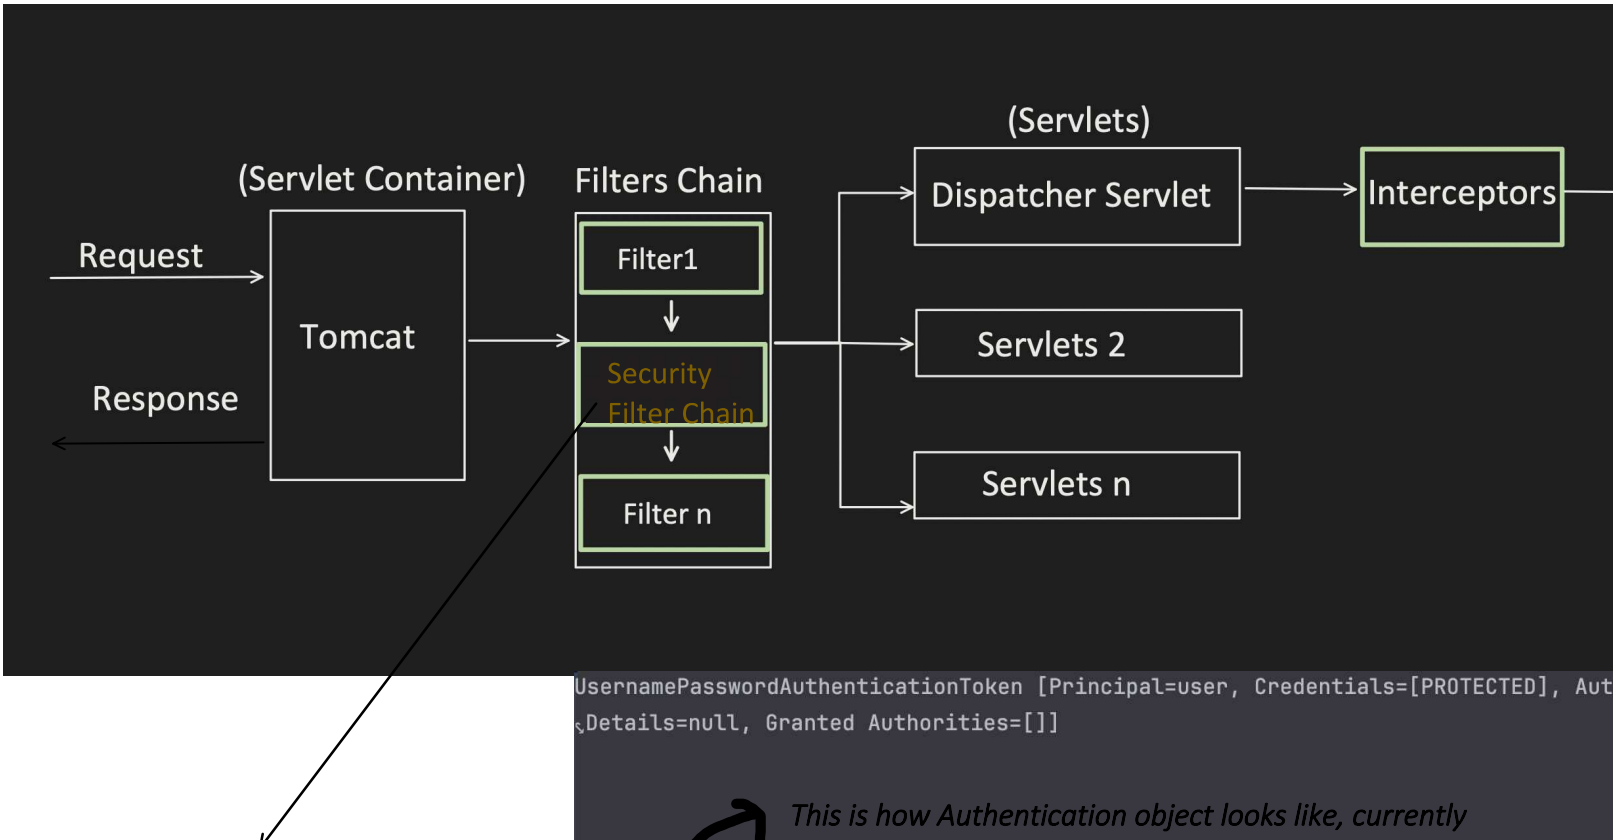 (Servlets)
(Servlet Container)
Filters Chain
Dispatcher Servlet
Interceptors
Request
Filter1
Tomcat
Servlets 2
Security
Filter Chain
Response
Servlets n
Filter n
UsernamePasswordAuthenticationToken [Principal=user, Credentials=[PROTECTED], Aut
Details=null, Granted Authorities=[]]
This is how Authentication object looks like, currently